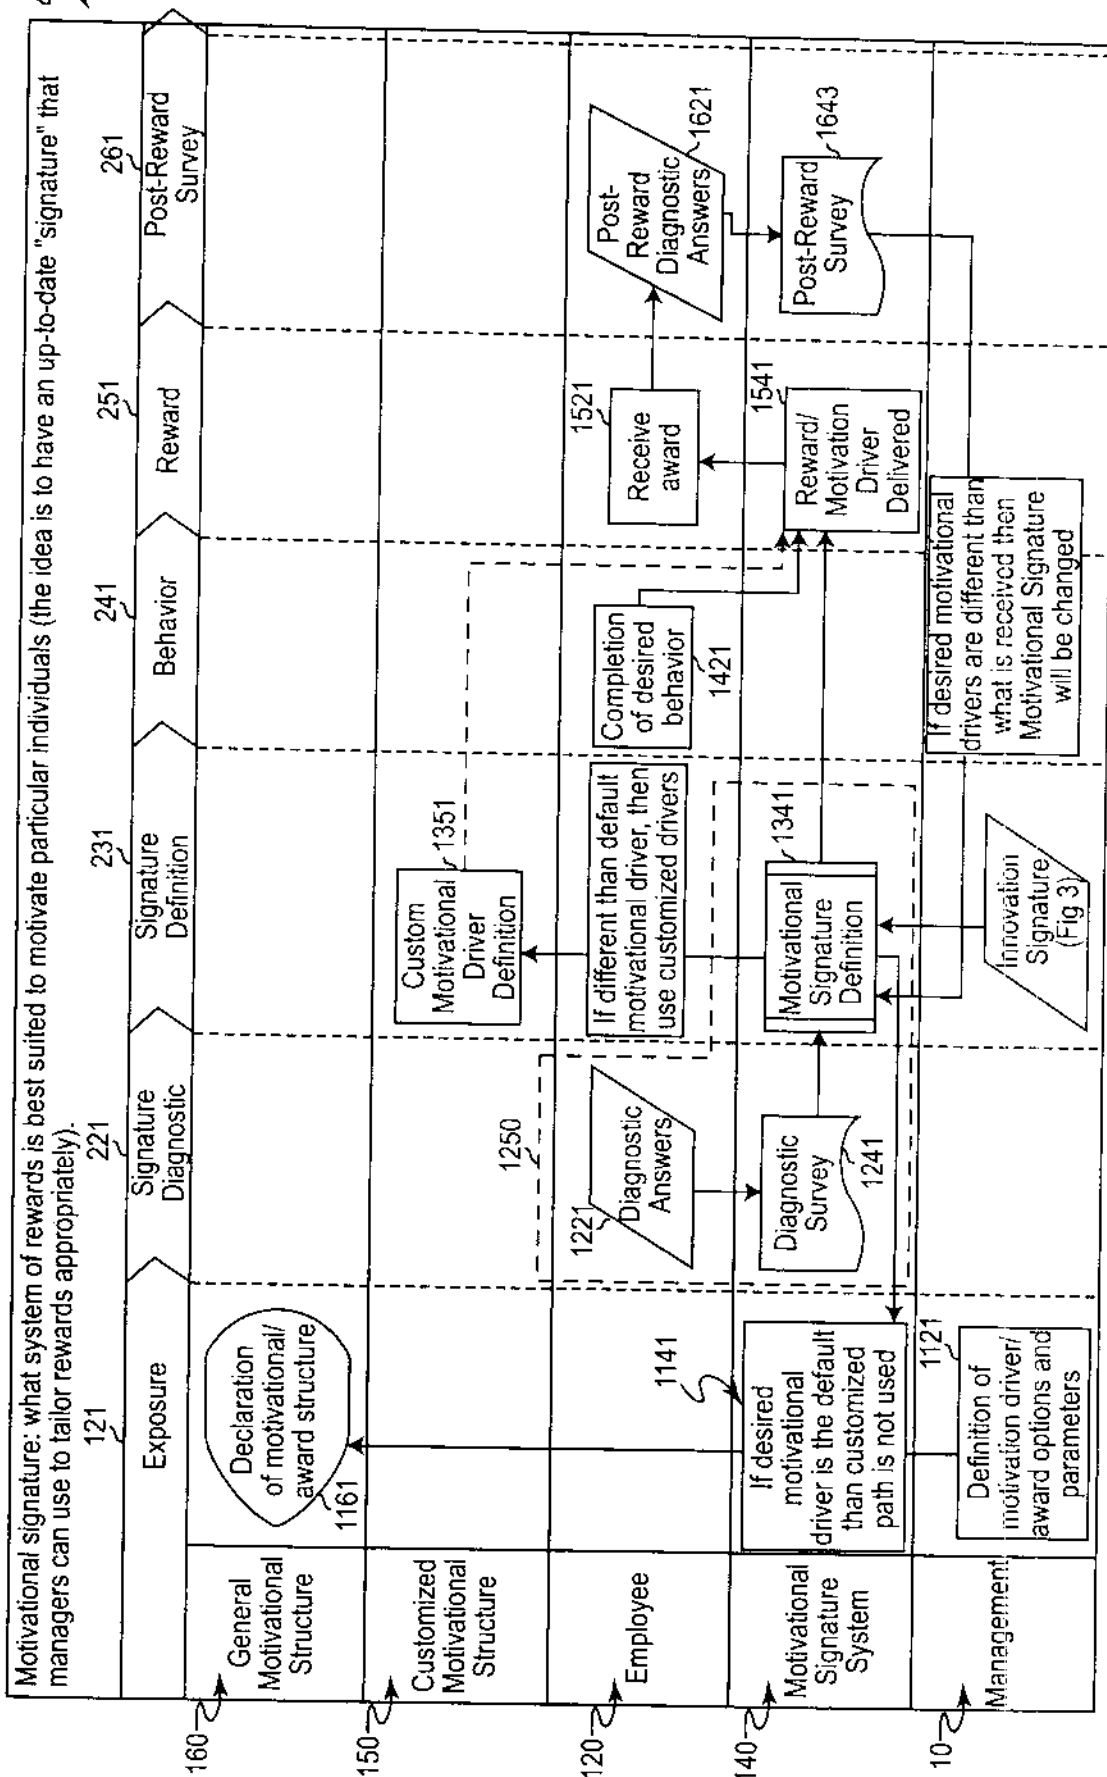 Motivational signature: what system of rewards is best suited to motivate particular individuals (the idea is to have an up-to-date "signature" that
managers can use to tailor rewards appropriately).
121
221
231
241
251
261
Exposure
Signature
Diagnostic
Signature
Definition
Behavior
Reward
Post-Reward
Survey
160
General
Motivational
Structure
Declaration
of motivational/
award structure
1161
150
Customized
Motivational
Structure
Custom
Motivational
Driver
Definition
1351
120
Employee
1250
1221
Diagnostic
Answers
If different than default
motivational driver, then
use customized drivers
Completion
of desired
behavior
1421
1521
Receive
award
Post-
Reward
Diagnostic
Answers
1621
140
Motivational
Signature
System
1141
If desired
motivational
driver is the default
than customized
path is not used
Diagnostic
Survey
1241
Motivational
Signature
Definition
1341
1541
Reward/
Motivation
Driver
Delivered
Post-Reward
Survey
1643
110
Management
1121
Definition of
motivation driver/
award options and
parameters
Innovation
Signature
(Fig 3)
If desired motivational
drivers are different than
what is received then
Motivational Signature
will be changed